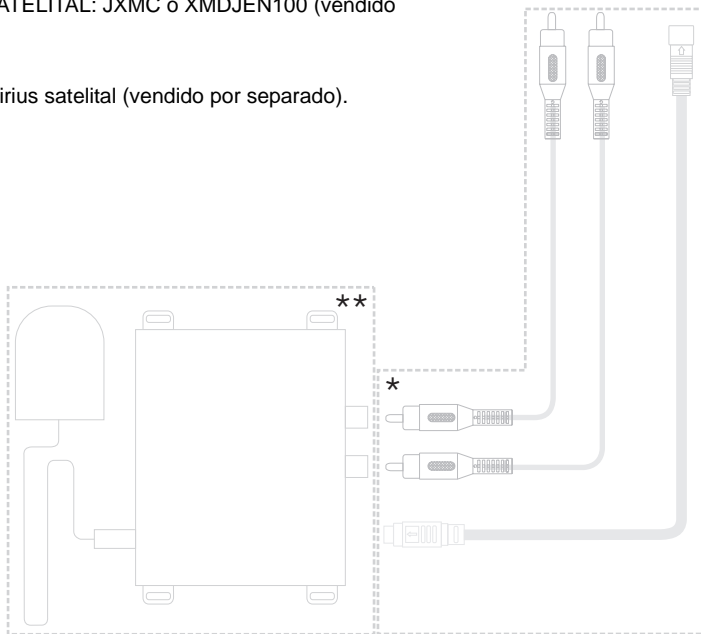 ATELITAL: JXMC o XMDJEN100 (vendido
irius satelital (vendido por separado).
**
*